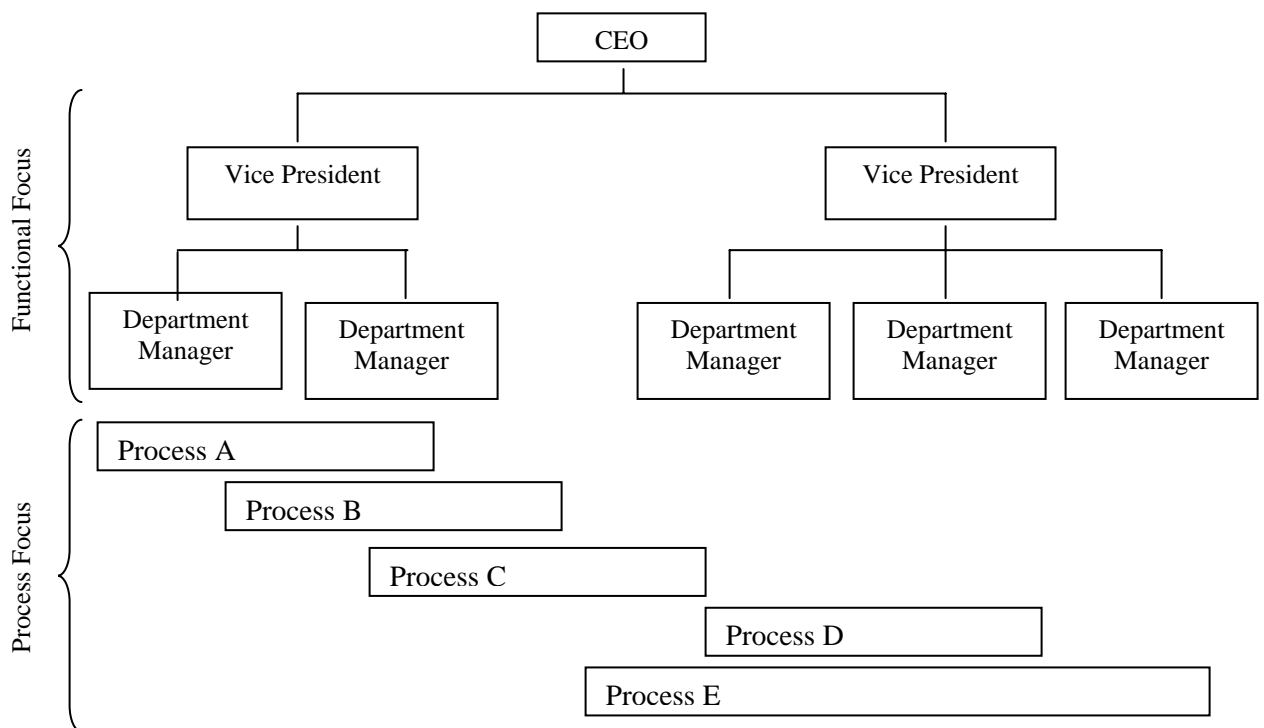 CEO
Functional Focus
Vice President
Vice President
Department
Manager
Department
Manager
Department
Manager
Department
Manager
Department
Manager
Process Focus
Process A
Process B
Process C
Process D
Process E